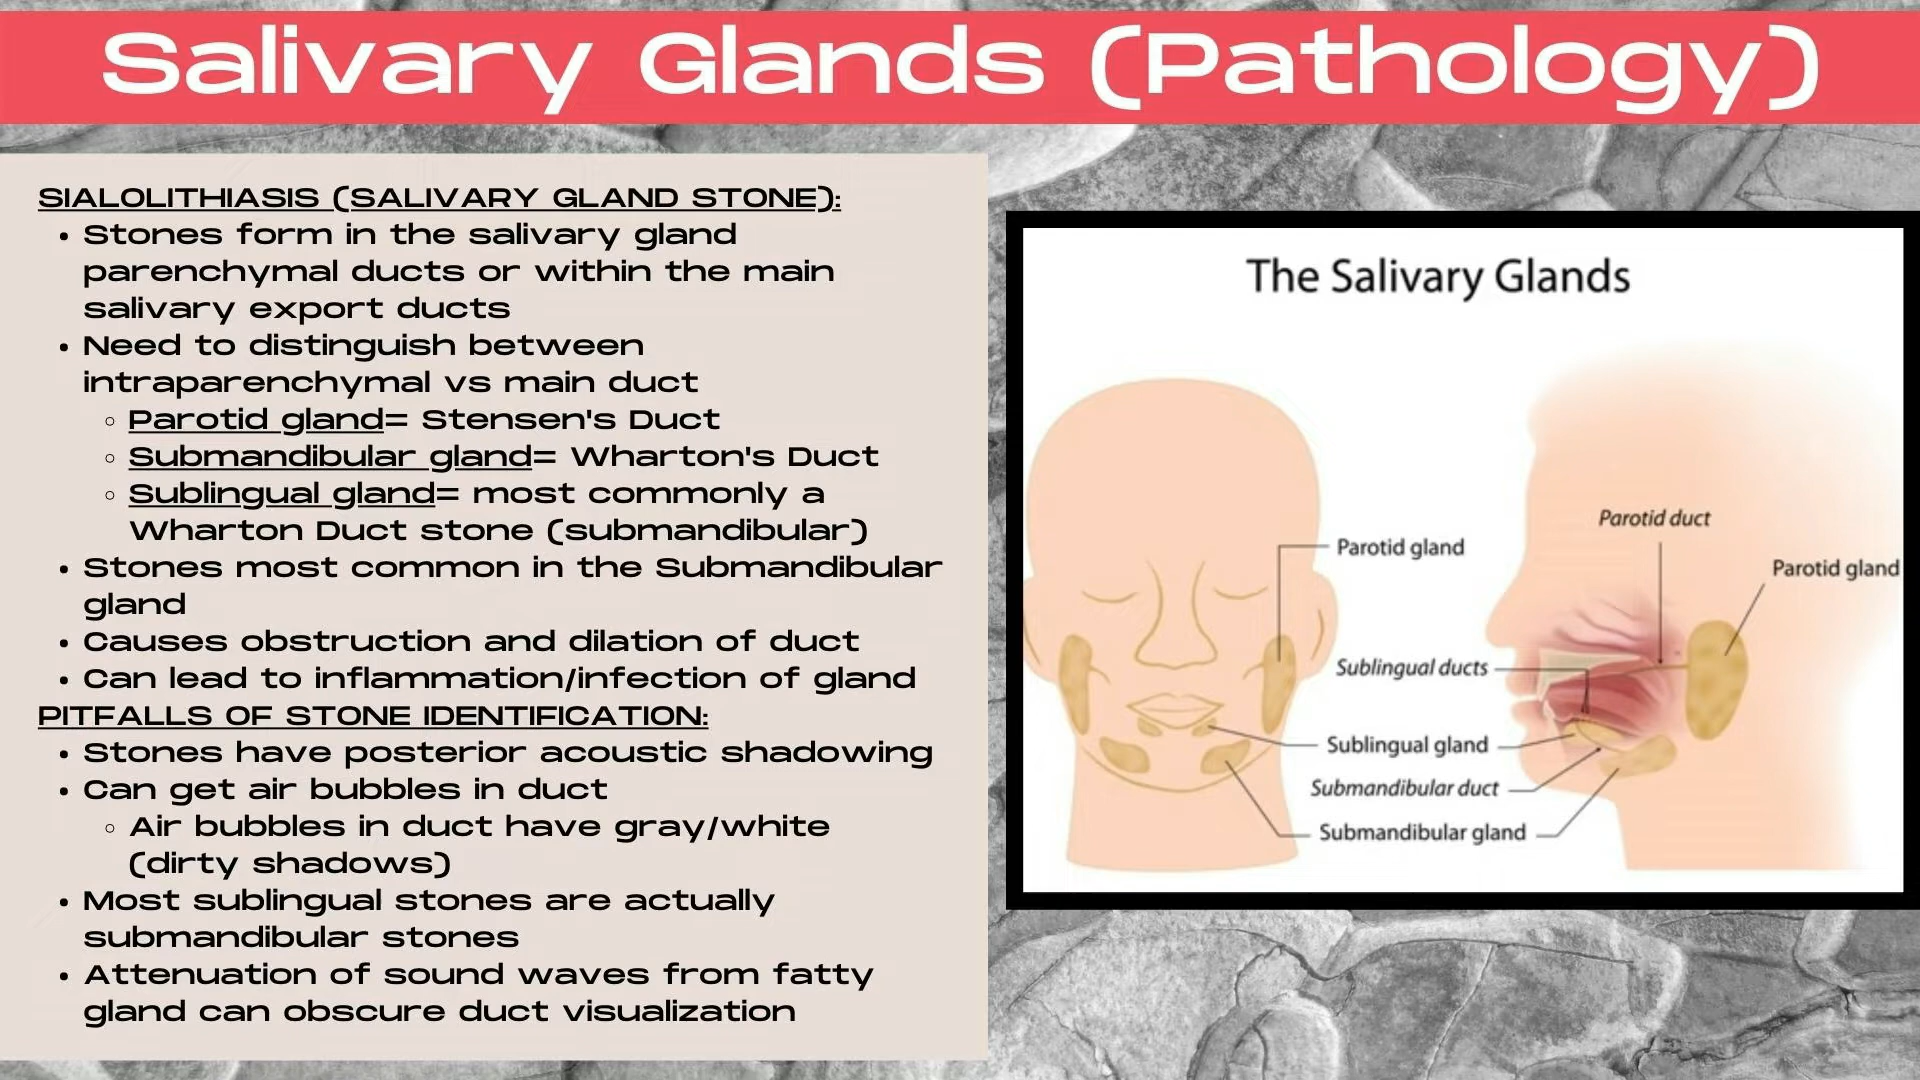 Salivary Glands (Pathology)
SIALOLITHIASIS (SALIVARY GLAND STONE):
• Stones form in the salivary gland
parenchymal ducts or within the main
salivary export ducts
• Need to distinguish between
intraparenchymal vs main duct
◦ Parotid gland= Stensen's Duct
◦ Submandibular gland= Wharton's Duct
◦ Sublingual gland= most commonly a
Wharton Duct stone (submandibular)
• Stones most common in the Submandibular
gland
• Causes obstruction and dilation of duct
• Can lead to inflammation/infection of gland
PITFALLS OF STONE IDENTIFICATION:
• Stones have posterior acoustic shadowing
• Can get air bubbles in duct
◦ Air bubbles in duct have gray/white
(dirty shadows)
• Most sublingual stones are actually
submandibular stones
• Attenuation of sound waves from fatty
gland can obscure duct visualization
The Salivary Glands
Parotid duct
Parotid gland
Parotid gland
Sublingual ducts
Sublingual gland
Submandibular duct
Submandibular gland